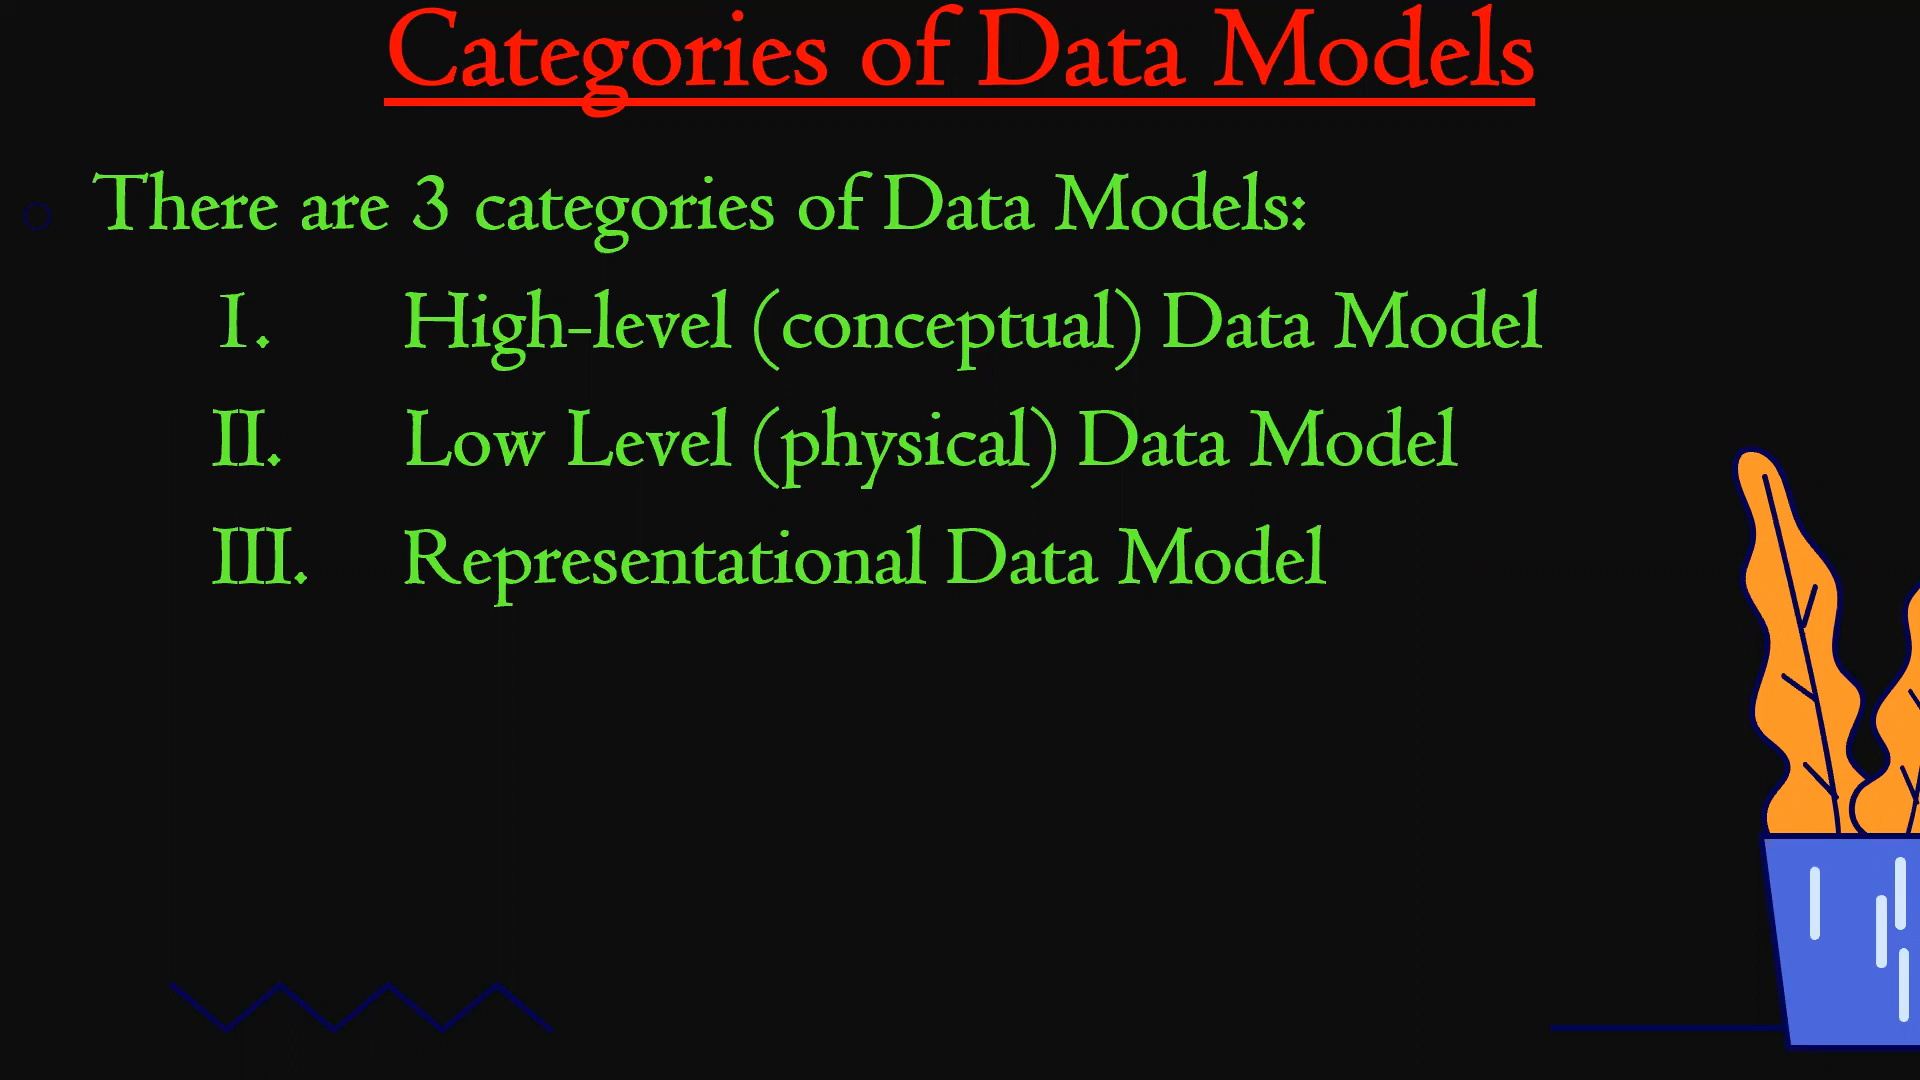 Categories of Data Models
There are 3 categories of Data Models:
I. High-level (conceptual) Data Model
II. Low Level (physical) Data Model
III. Representational Data Model